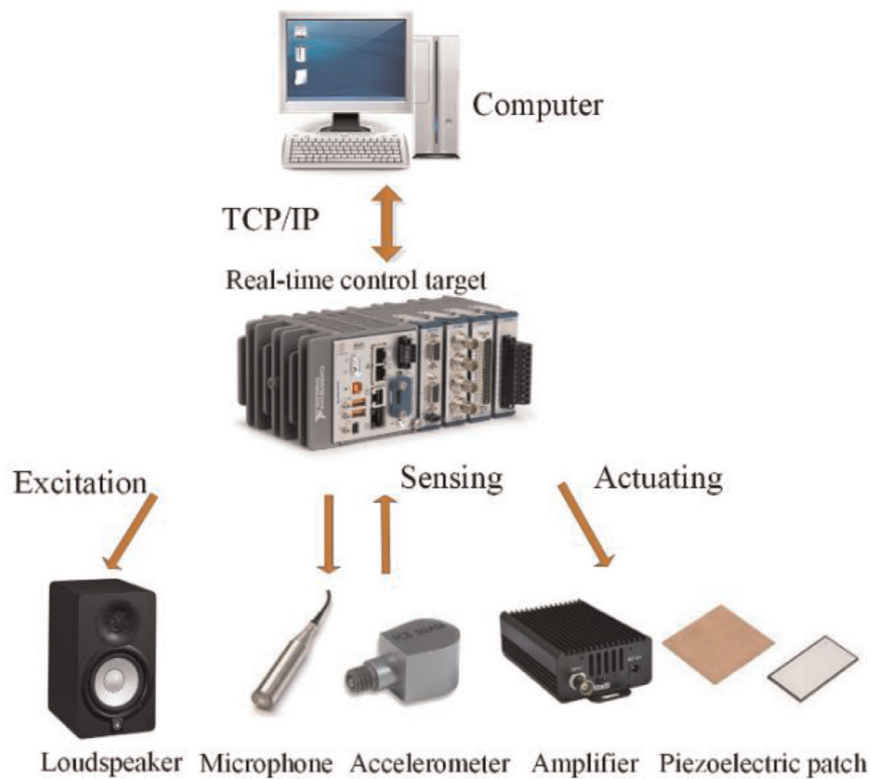 Computer
TCP/IP
Real-time control target
Excitation
Sensing
Actuating
Loudspeaker
Microphone
Accelerometer
Amplifier
Piezoelectric patch